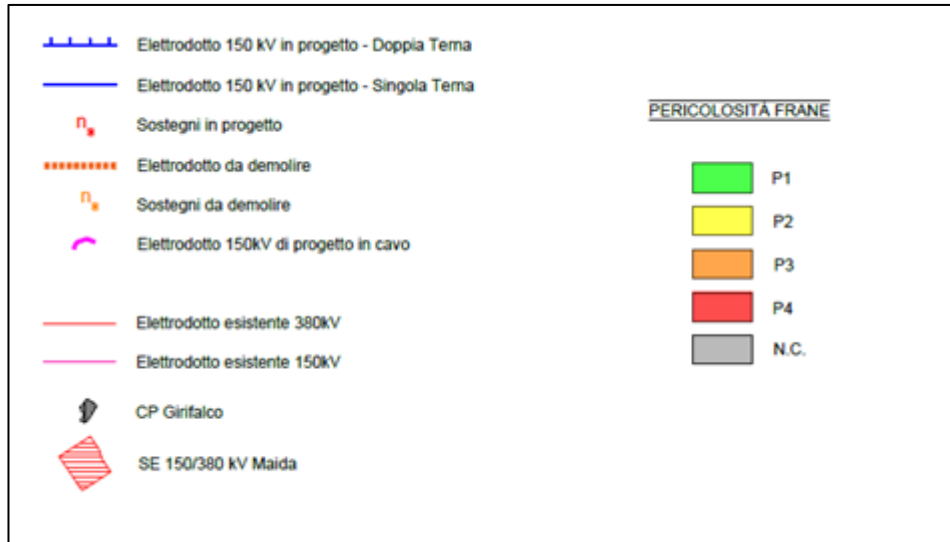 Elettrodotto 150 kV in progetto - Doppia Terna
Elettrodotto 150 kV in progetto - Singola Terna
n
Sostegni in progetto
Elettrodotto da demolire
n
Sostegni da demolire
Elettrodotto 150kV di progetto in cavo
Elettrodotto esistente 380kV
Elettrodotto esistente 150kV
CP Girifalco
SE 150/380 kV Maida
PERICOLOSITÀ FRANE
P1
P2
P3
P4
N.C.